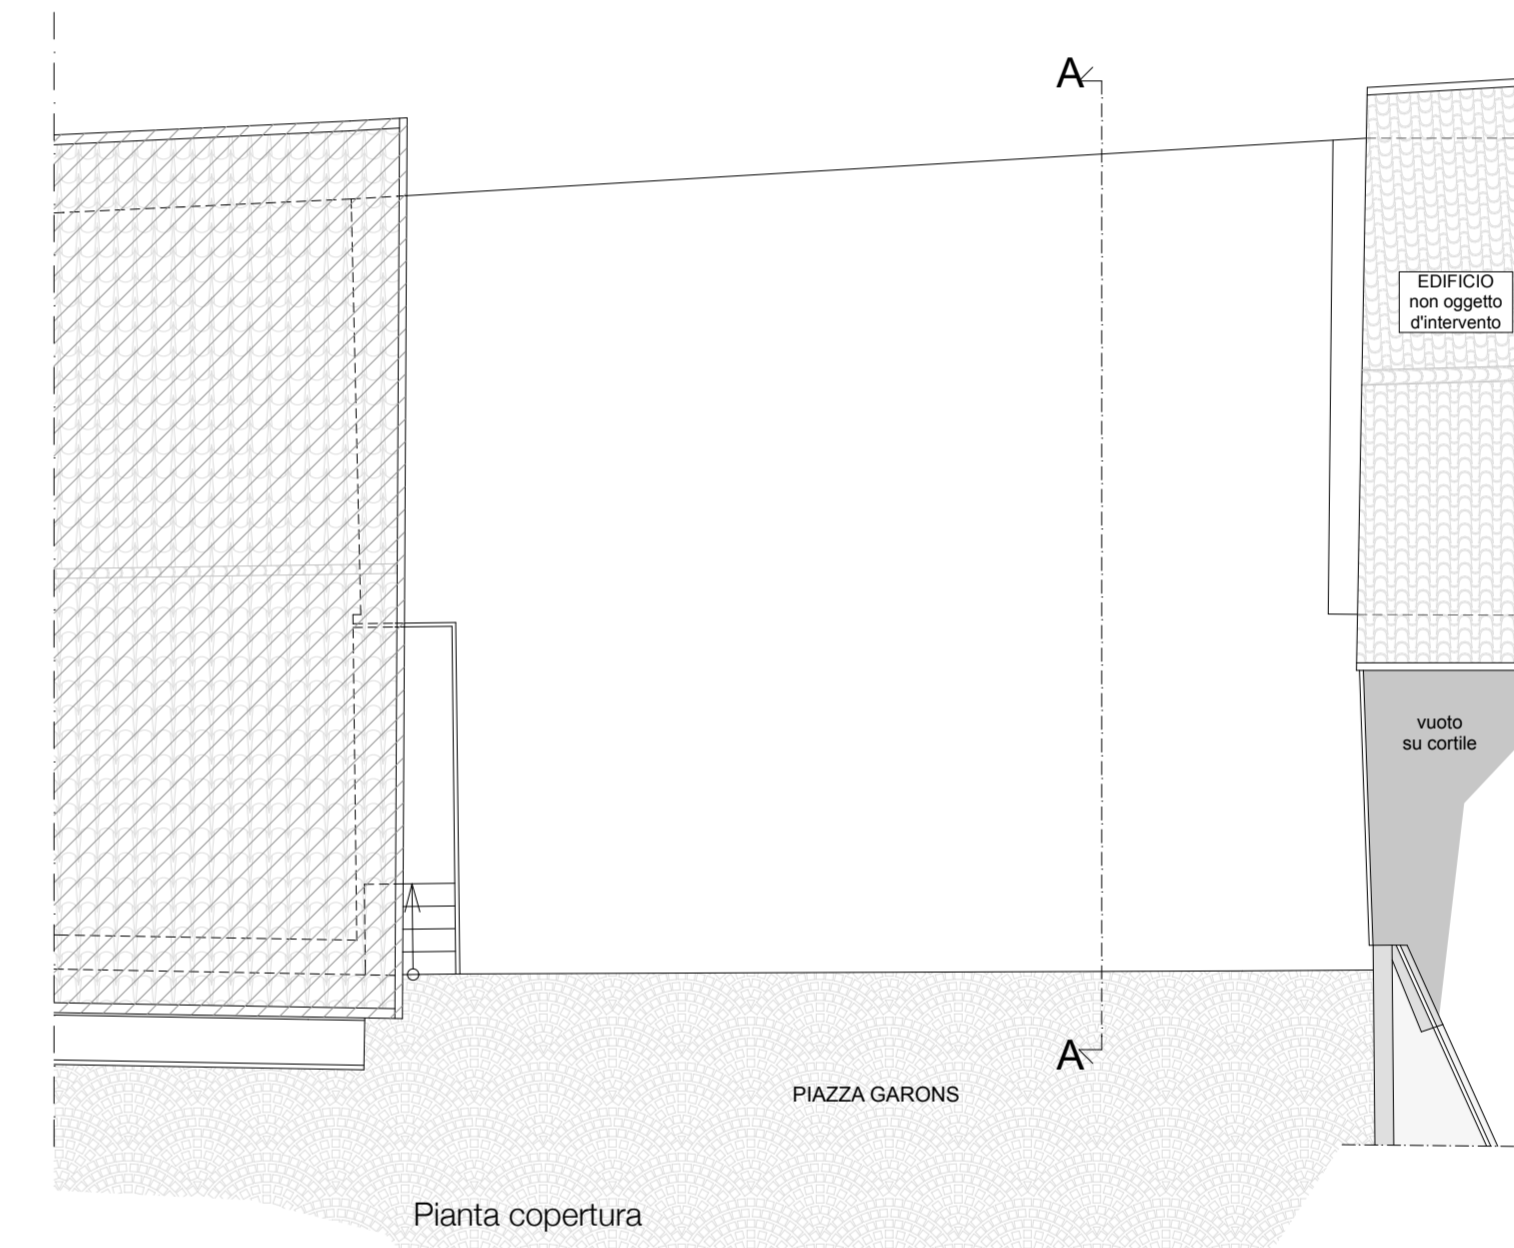 A
EDIFICIO
non oggetto
d'intervento
vuoto
su cortile
A
PIAZZA GARONS
Pianta copertura